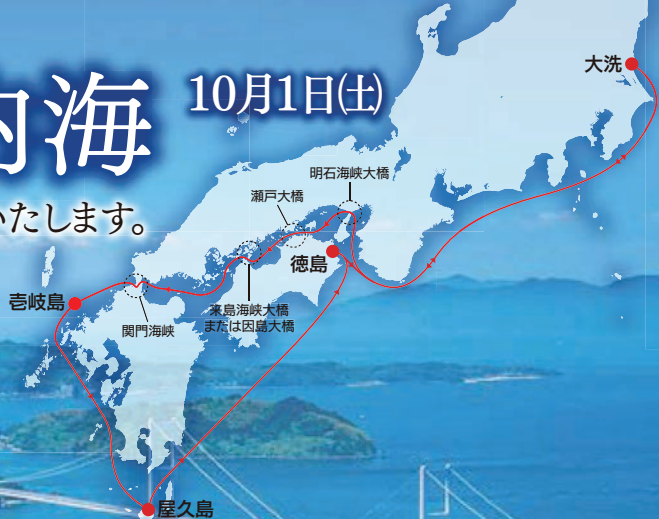 内海
10月1日(土)
いたします。
大洗
明石海峡大橋
瀬戸大橋
徳島
壱岐島
来島海峡大橋
または因島大橋
関門海峡
屋久島